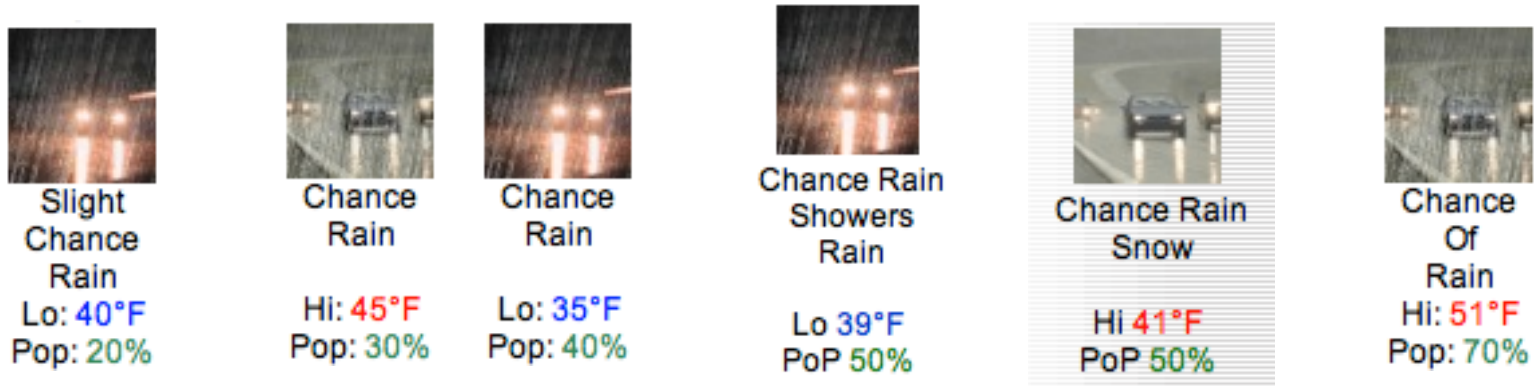 Slight
Chance
Rain
Lo: 40°F
Pop: 20%
Chance
Rain
Hi: 45°F
Pop: 30%
Chance
Rain
Lo: 35°F
Pop: 40%
Chance Rain
Showers
Rain
Lo 39°F
PoP 50%
Chance Rain
Snow
Hi 41°F
PoP 50%
Chance
Of
Rain
Hi: 51°F
Pop: 70%